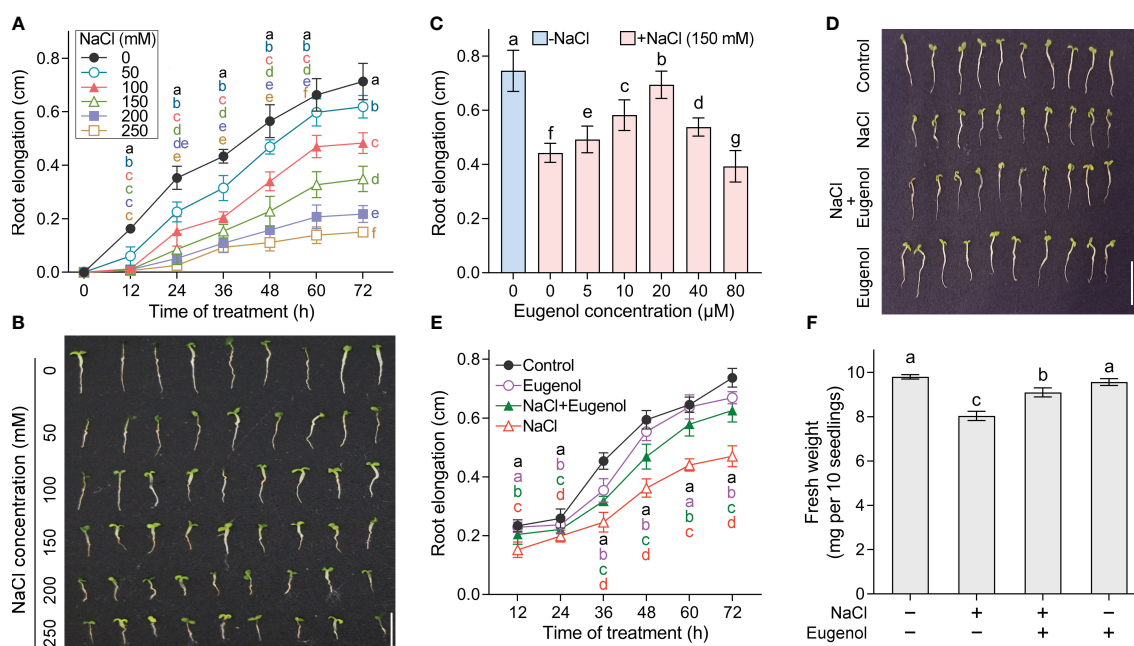 A
NaCl (mM)
0
50
100
150
200
250
Root elongation (cm)
0.8
0.6
0.4
0.2
0.0
a
b
c
c
c
c
a
b
c
d
de
e
a
b
c
d
e
e
a
b
c
d
e
e
a
b
c
d
e
f
a
b
c
d
e
f
0 12 24 36 48 60 72
Time of treatment (h)
B
NaCl concentration (mM)
0
50
100
150
200
250
C
-NaCl +NaCl (150 mM)
Root elongation (cm)
0.8
0.6
0.4
0.2
0.0
a f e c b d g
0 0 5 10 20 40 80
Eugenol concentration (µM)
D
Control
NaCl
NaCl
+
Eugenol
Eugenol
E
Control
Eugenol
NaCl+Eugenol
NaCl
Root elongation (cm)
0.8
0.6
0.4
0.2
0.0
a
a
b
c
a
b
c
d
a
b
c
d
a
b
c
d
a
a
b
c
a
b
c
d
12 24 36 48 60 72
Time of treatment (h)
F
Fresh weight
(mg per 10 seedlings)
10
8
6
4
2
0
a c b a
NaCl − + + −
Eugenol − − + +